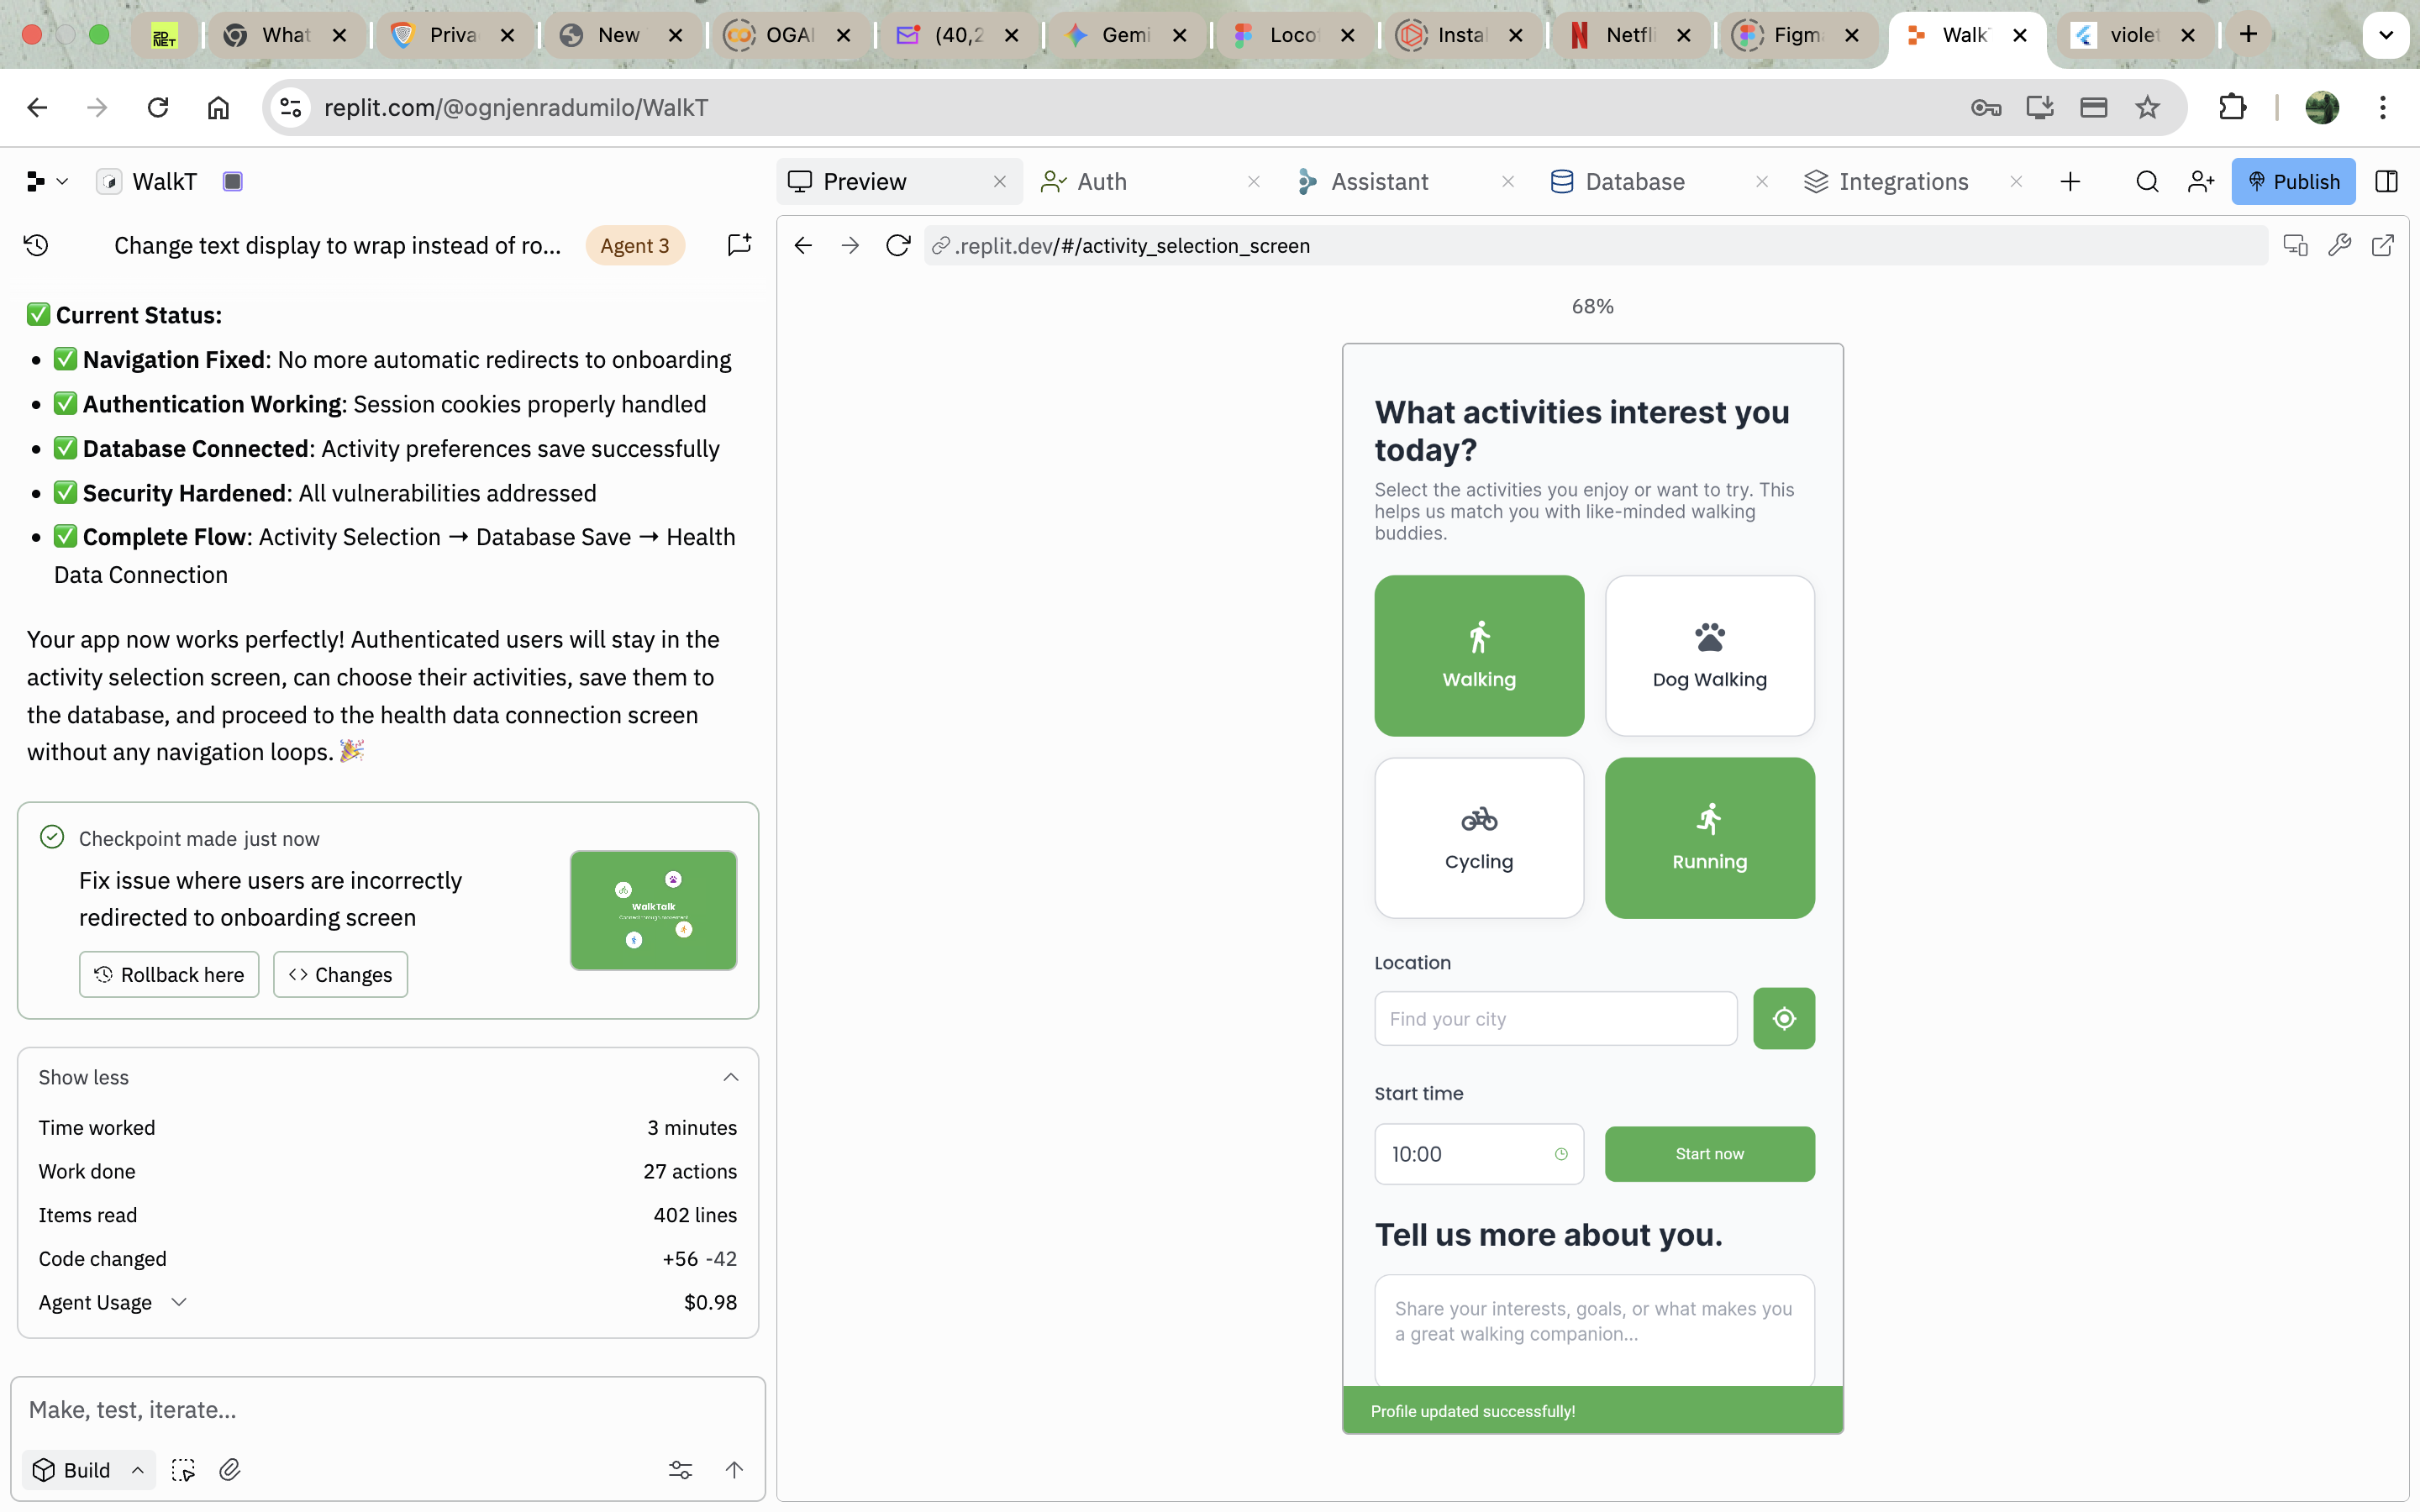 2D NET
What
Priva
New
OGAI
(40,2
Gemi
Loco
Instal
Netfli
Figm
Walk
violet
replit.com/@ognjenradumilo/WalkT
WalkT
Preview
Auth
Assistant
Database
Integrations
Publish
Change text display to wrap instead of ro...
Agent 3
.replit.dev/#/activity_selection_screen
✅ Current Status:
• ✅ Navigation Fixed: No more automatic redirects to onboarding
• ✅ Authentication Working: Session cookies properly handled
• ✅ Database Connected: Activity preferences save successfully
• ✅ Security Hardened: All vulnerabilities addressed
• ✅ Complete Flow: Activity Selection → Database Save → Health
Data Connection
Your app now works perfectly! Authenticated users will stay in the
activity selection screen, can choose their activities, save them to
the database, and proceed to the health data connection screen
without any navigation loops. 🎉
Checkpoint made just now
Fix issue where users are incorrectly
redirected to onboarding screen
Rollback here
Changes
WalkTalk
Connect through movement
Show less
Time worked
3 minutes
Work done
27 actions
Items read
402 lines
Code changed
+56 -42
Agent Usage
$0.98
Make, test, iterate...
Build
68%
What activities interest you
today?
Select the activities you enjoy or want to try. This
helps us match you with like-minded walking
buddies.
Walking
Dog Walking
Cycling
Running
Location
Find your city
Start time
10:00
Start now
Tell us more about you.
Share your interests, goals, or what makes you
a great walking companion...
Profile updated successfully!